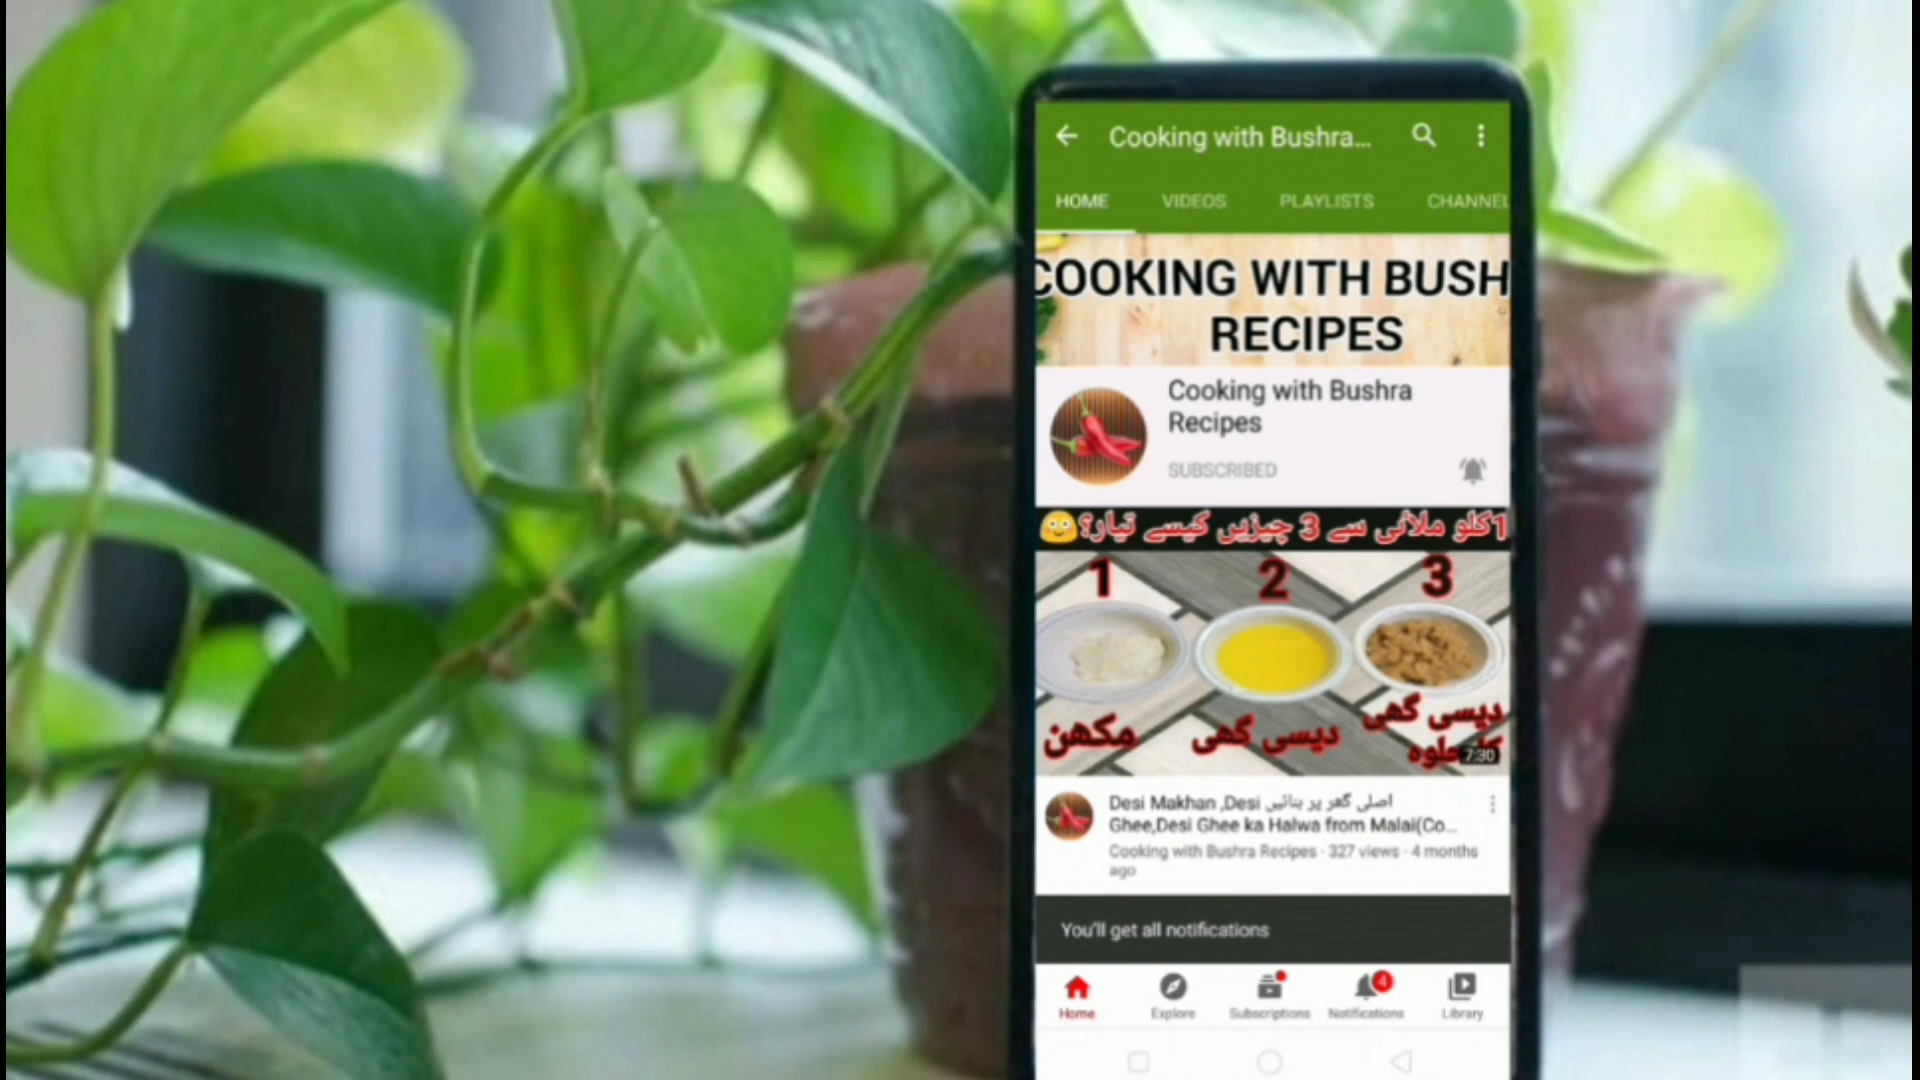 Cooking with Bushra...
HOME VIDEOS PLAYLISTS CHANNEL
COOKING WITH BUSH
RECIPES
Cooking with Bushra
Recipes
SUBSCRIBED
1کلو ملائی سے 3 چیزیں کیسے تیار؟
1 2 3
مکھن دیسی گھی دیسی گھی
حلوہ
7:30
Desi Makhan ,Desi اصلی گھر پر بنائیں
Ghee,Desi Ghee ka Halwa from Malai(Co...
Cooking with Bushra Recipes · 327 views · 4 months
ago
You'll get all notifications
4
Home Explore Subscriptions Notifications Library